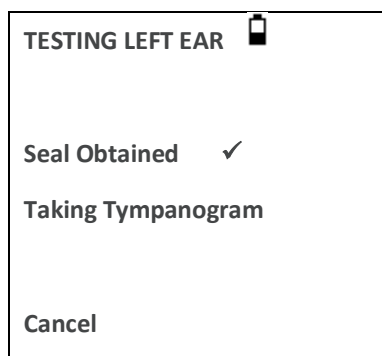 TESTING LEFT EAR
Seal Obtained ✓
Taking Tympanogram
Cancel